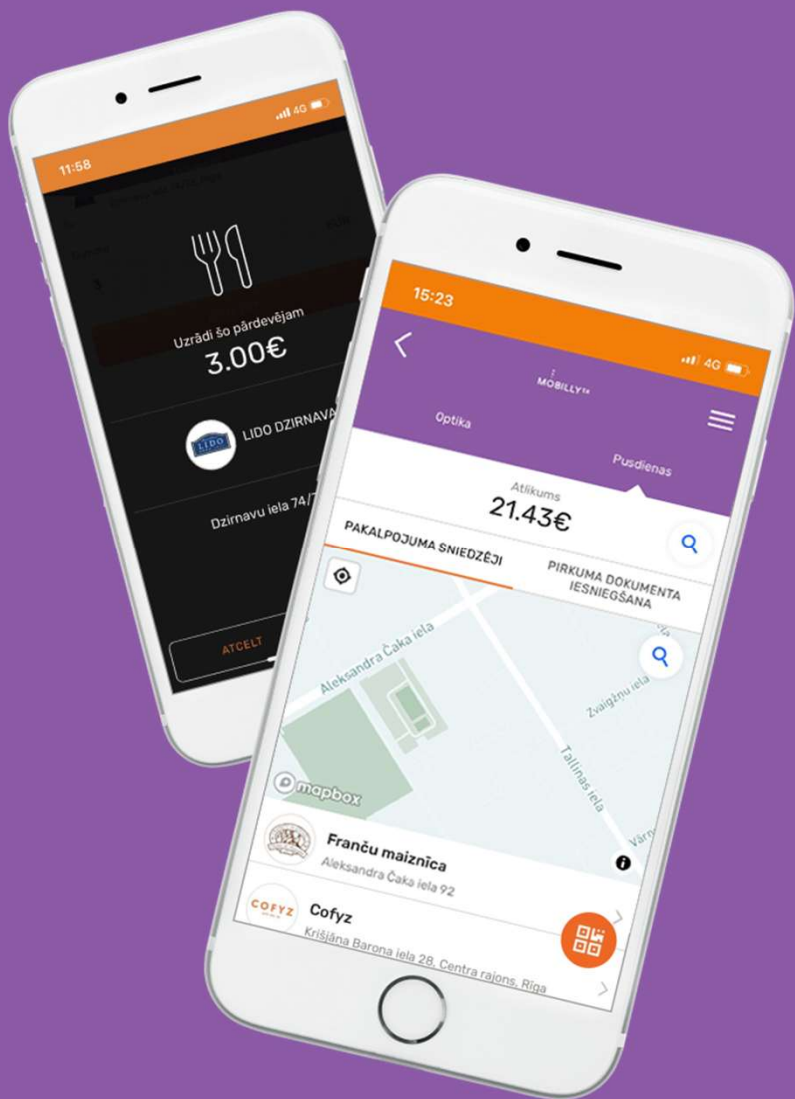 11:58
4G
Uzrādi šo pārdevējam
3.00€
LIDO
LIDO DZIRNAVA
Dzirnavu iela 74/
ATCELT
15:23
4G
MOBILLY
Optika
Pusdienas
Atlikums
21.43€
PAKALPOJUMA SNIEDZĒJI
PIRKUMA DOKUMENTA
IESNIEGŠANA
Aleksandra Čaka iela
Zvaigžņu iela
Tallinas iela
Vārn
mapbox
Franču maiznīca
Aleksandra Čaka iela 92
COFYZ
Cofyz
Krišjāna Barona iela 28, Centra rajons, Rīga